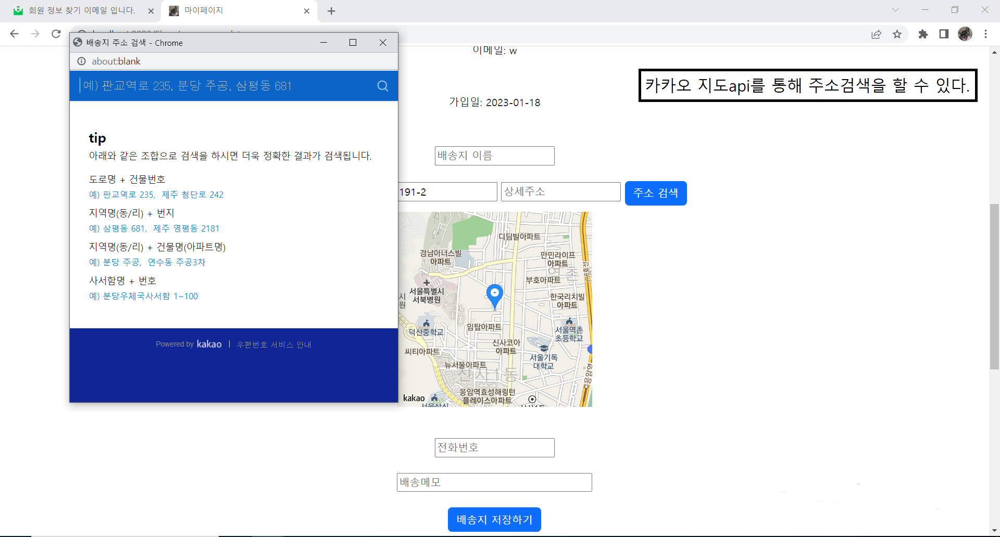 회원 정보 찾기 이메일 입니다.
마이페이지
배송지 주소 검색 - Chrome
about:blank
예) 판교역로 235, 분당 주공, 삼평동 681
tip
아래와 같은 조합으로 검색을 하시면 더욱 정확한 결과가 검색됩니다.
도로명 + 건물번호
예) 판교역로 235, 제주 첨단로 242
지역명(동/리) + 번지
예) 삼평동 681, 제주 영평동 2181
지역명(동/리) + 건물명(아파트명)
예) 분당 주공, 연수동 주공3차
사서함명 + 번호
예) 분당우체국사서함 1~100
Powered by kakao | 우편번호 서비스 안내
이메일: w
카카오 지도api를 통해 주소검색을 할 수 있다.
가입일: 2023-01-18
배송지 이름
191-2
상세주소
주소 검색
디딤빌아파트
경남아너스빌
아파트
만민라이프
아파트
6호선
역촌
부호아파트
서울특별시
서북병원
시
원
한국리치빌
아파트
덕산중학교
임탑아파트
서울역촌
초등학교
신사코아
아파트
씨티아파트
서울기독
대학교
뉴서울아파트
신사1동
응암역효성해링턴
플레이스아파트
kakao
전화번호
배송메모
배송지 저장하기